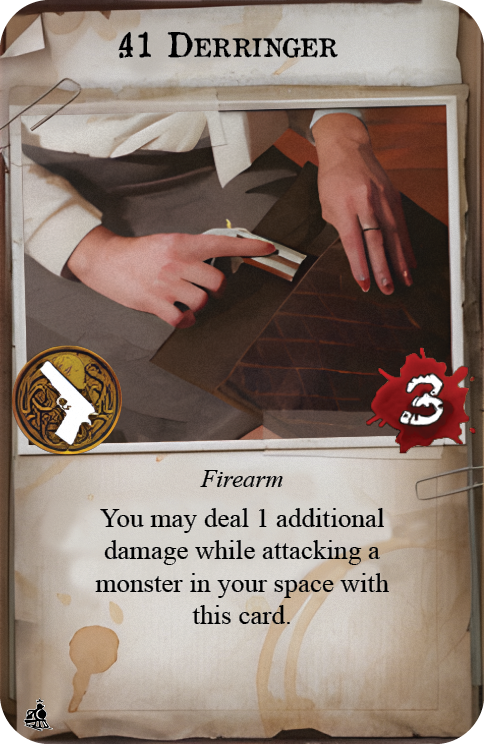 .41 DERRINGER
3
Firearm
You may deal 1 additional
damage while attacking a
monster in your space with
this card.